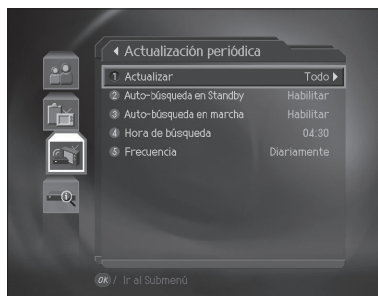 Actualización periódica
1 Actualizar Todo
2 Auto-búsqueda en Standby Habilitar
3 Auto-búsqueda en marcha Habilitar
4 Hora de búsqueda 04:30
5 Frecuencia Diariamente
OK / Ir al Submenú